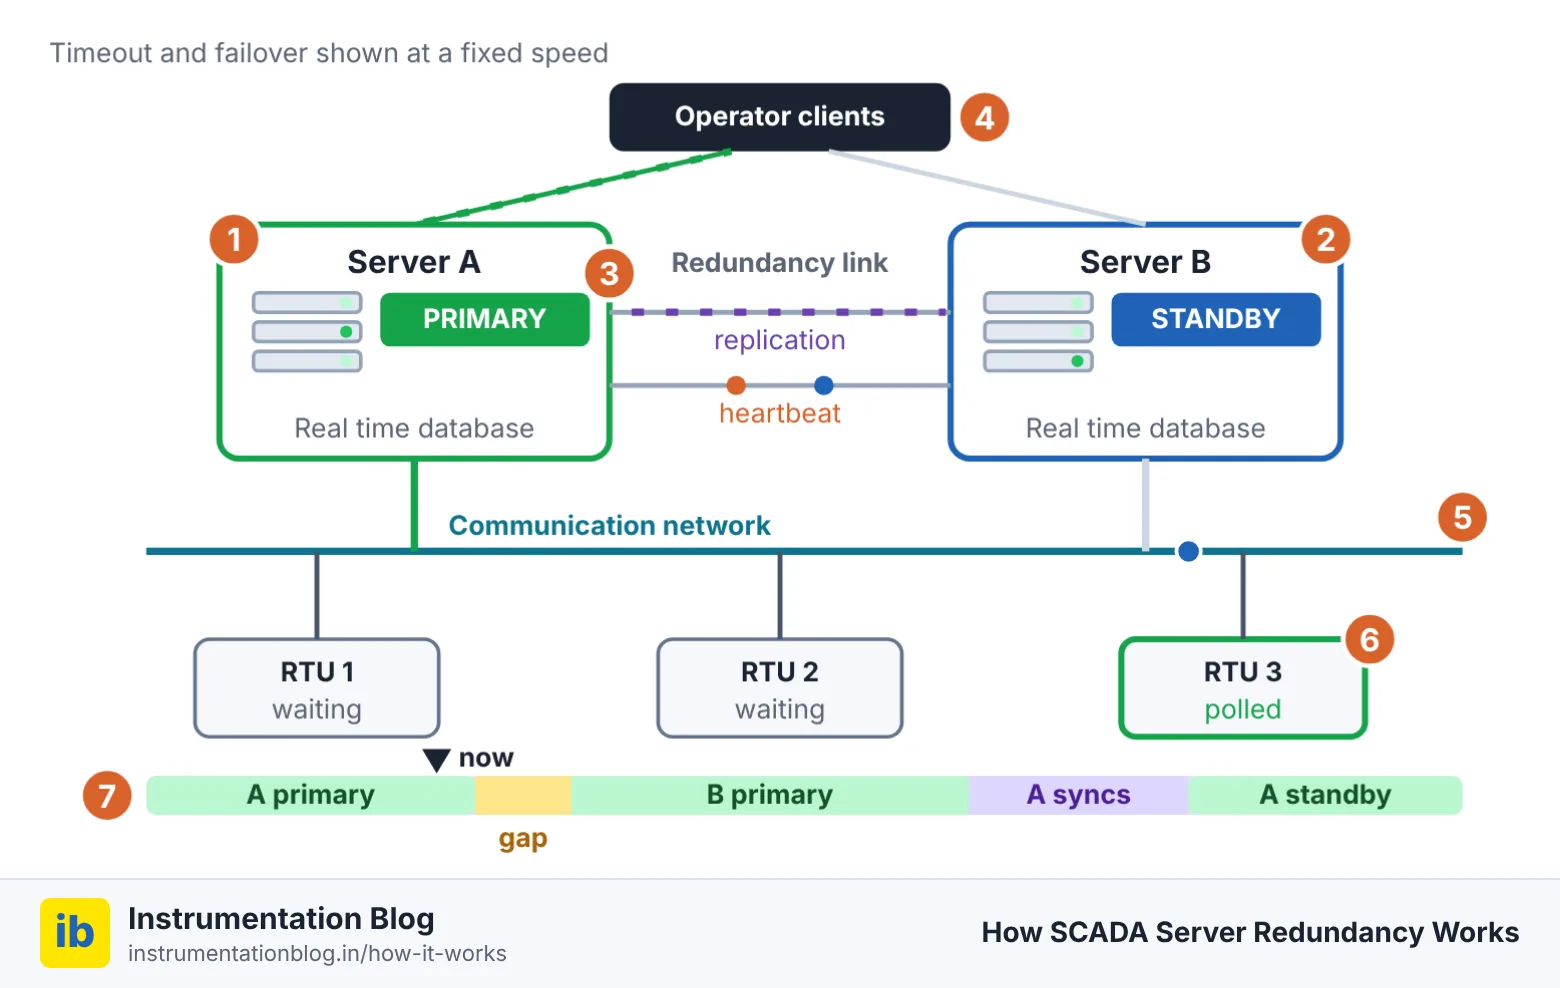 Timeout and failover shown at a fixed speed
Operator clients
4
1
2
Server A
3
Redundancy link
Server B
PRIMARY
STANDBY
replication
heartbeat
Real time database
Real time database
Communication network
5
6
RTU 1
waiting
RTU 2
waiting
RTU 3
polled
now
7
A primary
B primary
A syncs
A standby
gap
ib
Instrumentation Blog
instrumentationblog.in/how-it-works
How SCADA Server Redundancy Works